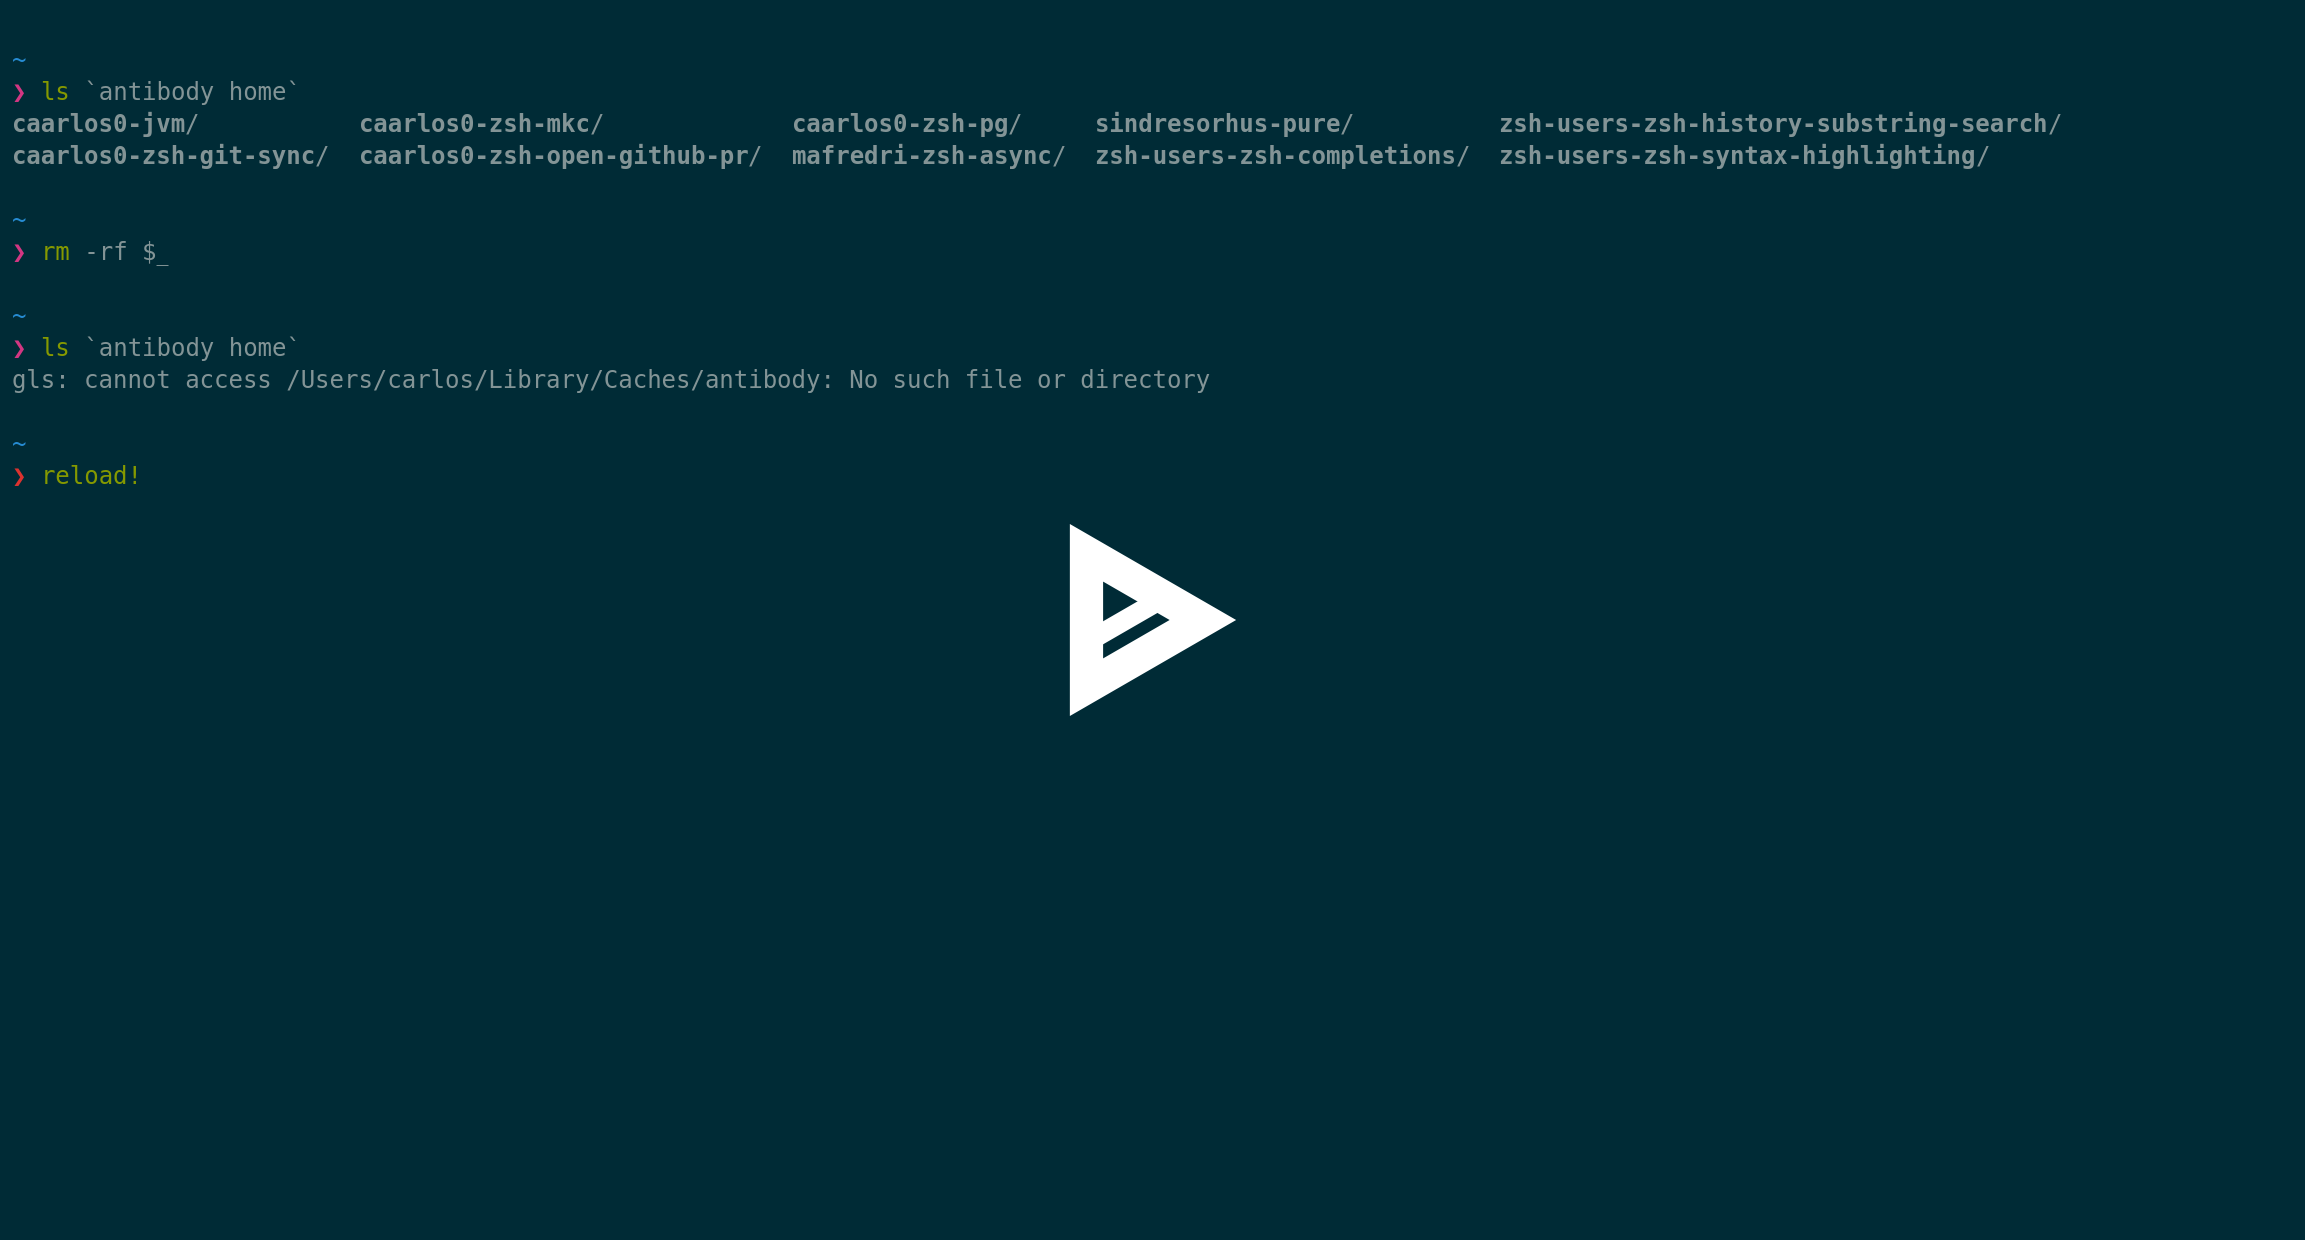 ~
❯ ls `antibody home`
caarlos0-jvm/ caarlos0-zsh-mkc/ caarlos0-zsh-pg/ sindresorhus-pure/ zsh-users-zsh-history-substring-search/
caarlos0-zsh-git-sync/ caarlos0-zsh-open-github-pr/ mafredri-zsh-async/ zsh-users-zsh-completions/ zsh-users-zsh-syntax-highlighting/
~
❯ rm -rf $_
~
❯ ls `antibody home`
gls: cannot access /Users/carlos/Library/Caches/antibody: No such file or directory
~
❯ reload!